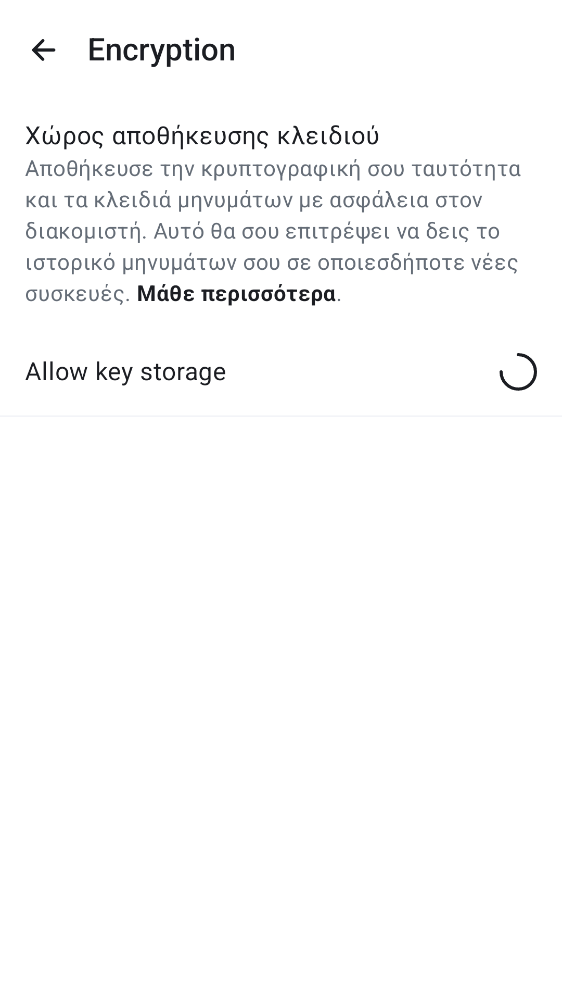 Encryption
Χώρος αποθήκευσης κλειδιού
Αποθήκευσε την κρυπτογραφική σου ταυτότητα
και τα κλειδιά μηνυμάτων με ασφάλεια στον
διακομιστή. Αυτό θα σου επιτρέψει να δεις το
ιστορικό μηνυμάτων σου σε οποιεσδήποτε νέες
συσκευές. Μάθε περισσότερα.
Allow key storage